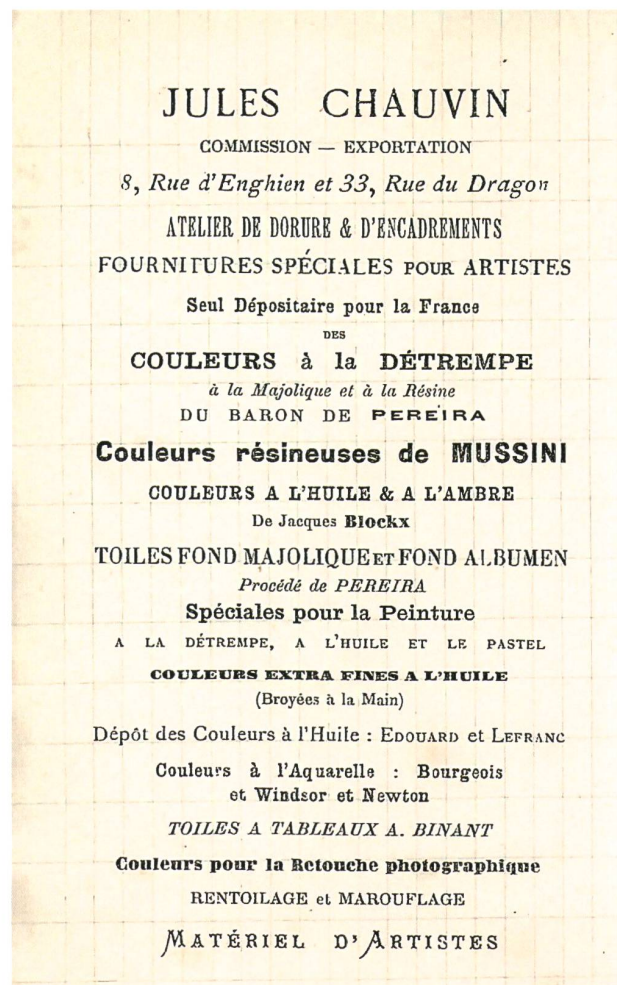 JULES CHAUVIN
COMMISSION — EXPORTATION
8, Rue d'Enghien et 33, Rue du Dragon
ATELIER DE DORURE & D'ENCADREMENTS
FOURNITURES SPÉCIALES POUR ARTISTES
Seul Dépositaire pour la France
DES
COULEURS à la DÉTREMPE
à la Majolique et à la Résine
DU BARON DE PEREIRA
Couleurs résineuses de MUSSINI
COULEURS A L'HUILE & A L'AMBRE
De Jacques Blockx
TOILES FOND MAJOLIQUE ET FOND ALBUMEN
Procédé de PEREIRA
Spéciales pour la Peinture
A LA DÉTREMPE, A L'HUILE ET LE PASTEL
COULEURS EXTRA FINES A L'HUILE
(Broyées à la Main)
Dépôt des Couleurs à l'Huile : EDOUARD et LEFRANC
Couleurs à l'Aquarelle : Bourgeois
et Windsor et Newton
TOILES A TABLEAUX A. BINANT
Couleurs pour la Retouche photographique
RENTOILAGE et MAROUFLAGE
MATÉRIEL D'ARTISTES